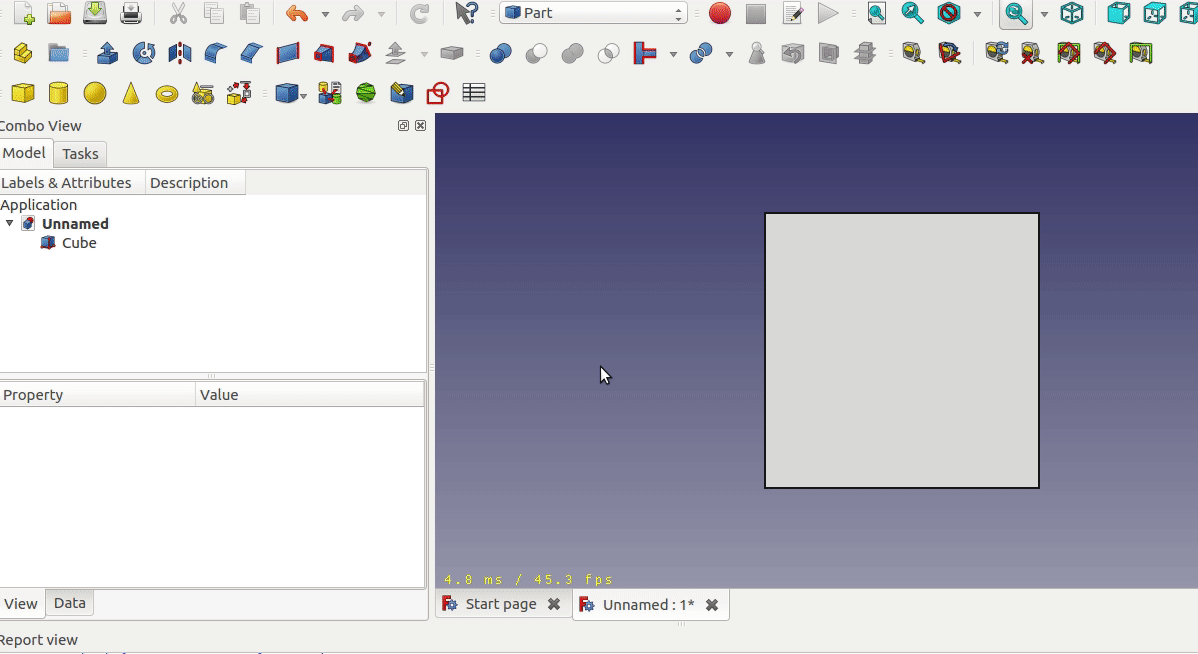 Part
Combo View
Model Tasks
Labels & Attributes Description
Application
Unnamed
Cube
Property Value
4.8 ms / 45.3 fps
View Data
Start page Unnamed : 1*
Report view